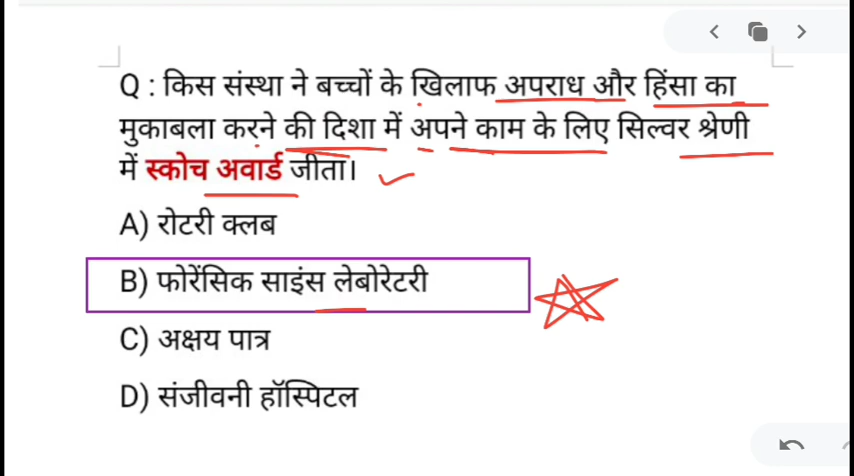 Q : किस संस्था ने बच्चों के खिलाफ अपराध और हिंसा का
मुकाबला करने की दिशा में अपने काम के लिए सिल्वर श्रेणी
में स्कोच अवार्ड जीता।
A) रोटरी क्लब
B) फोरेंसिक साइंस लेबोरेटरी
C) अक्षय पात्र
D) संजीवनी हॉस्पिटल